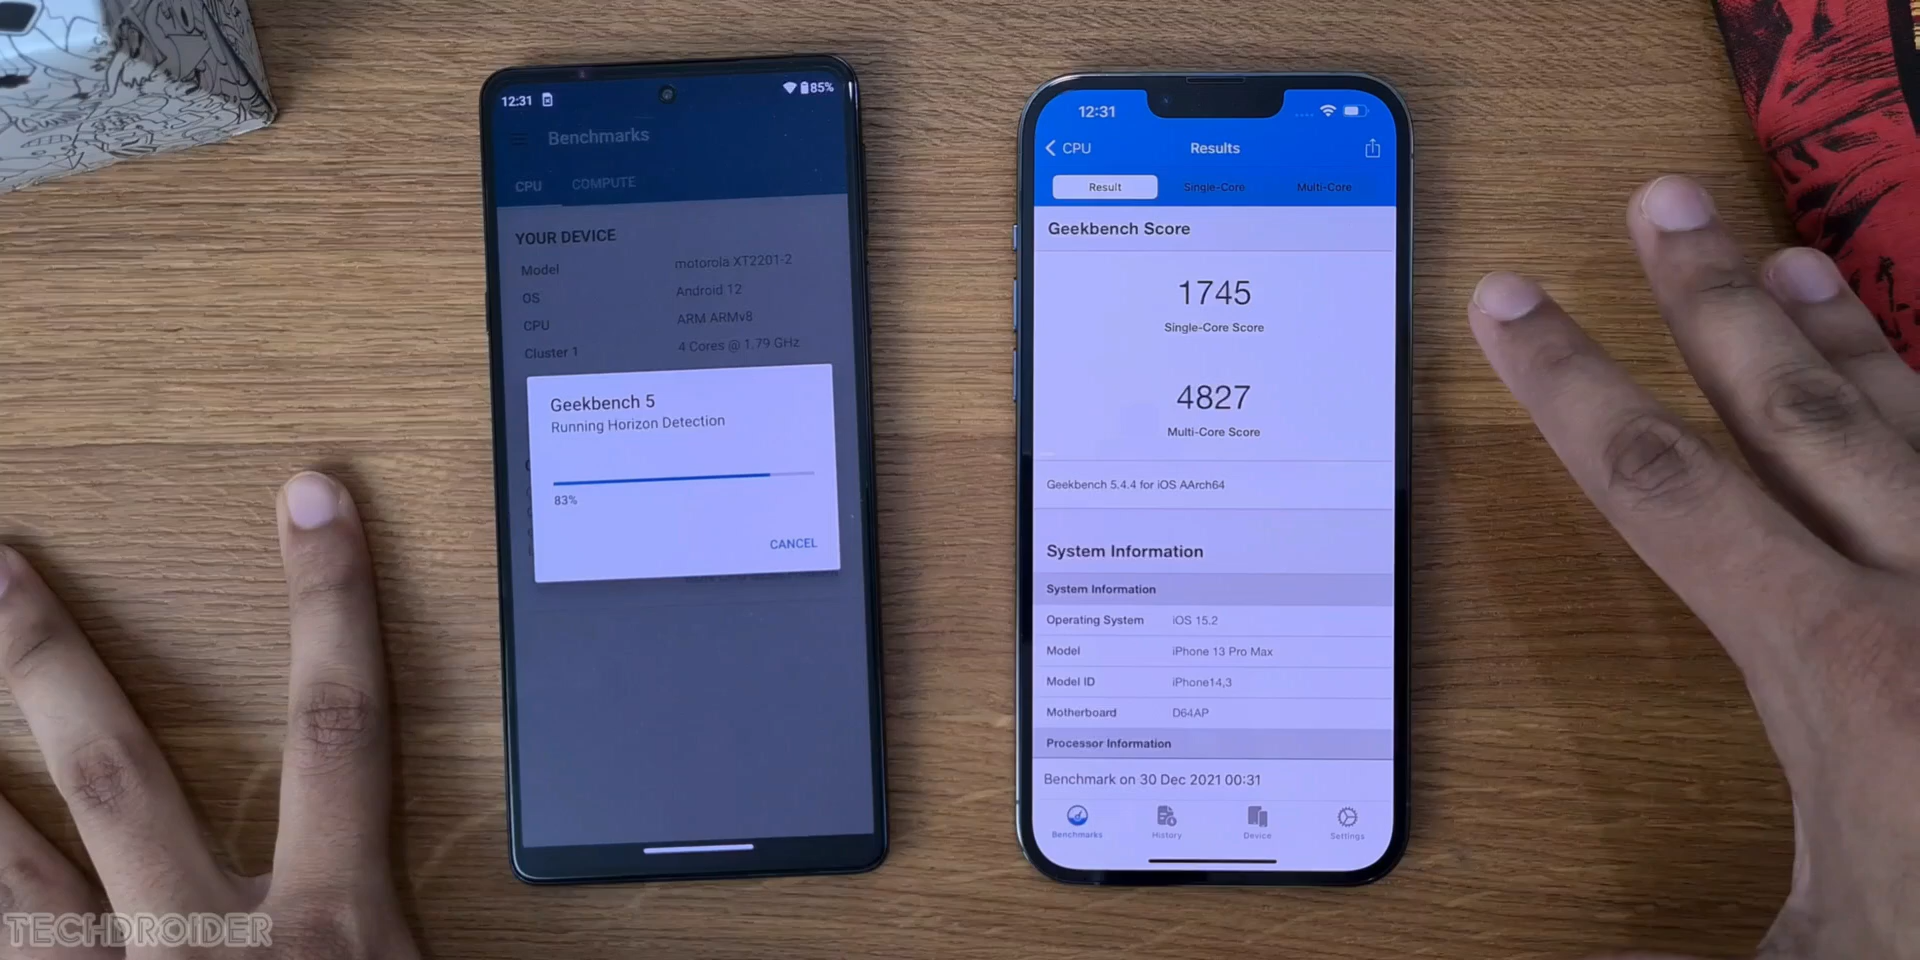 12:31
85%
Benchmarks
CPU COMPUTE
YOUR DEVICE
Model motorola XT2201-2
OS Android 12
CPU ARM ARMv8
Cluster 1 4 Cores @ 1.79 GHz
Geekbench 5
Running Horizon Detection
83%
CANCEL
12:31
CPU Results
Result Single-Core Multi-Core
Geekbench Score
1745
Single-Core Score
4827
Multi-Core Score
Geekbench 5.4.4 for iOS AArch64
System Information
System Information
Operating System iOS 15.2
Model iPhone 13 Pro Max
Model ID iPhone14,3
Motherboard D64AP
Processor Information
Benchmark on 30 Dec 2021 00:31
Benchmarks History Device Settings
TECHDROIDER